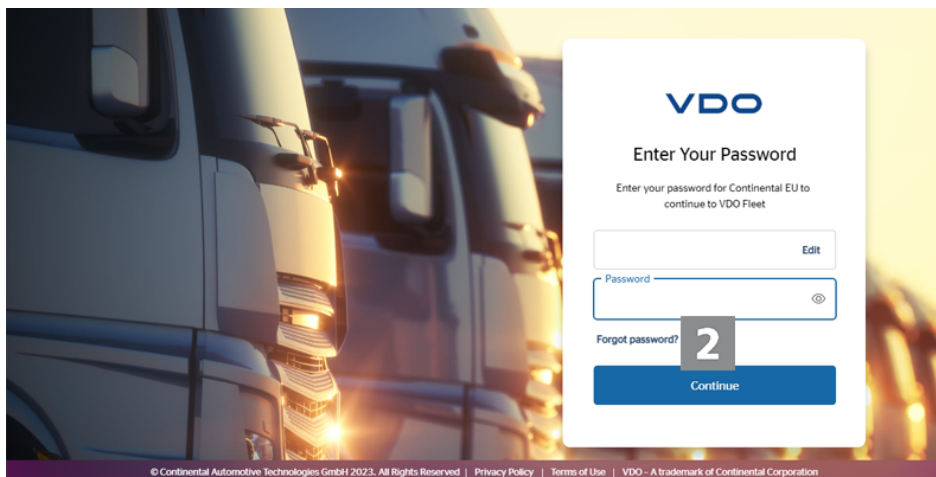 VDO
Enter Your Password
Enter your password for Continental EU to
continue to VDO Fleet
Edit
Password
Forgot password?
2
Continue
© Continental Automotive Technologies GmbH 2023. All Rights Reserved | Privacy Policy | Terms of Use | VDO - A trademark of Continental Corporation